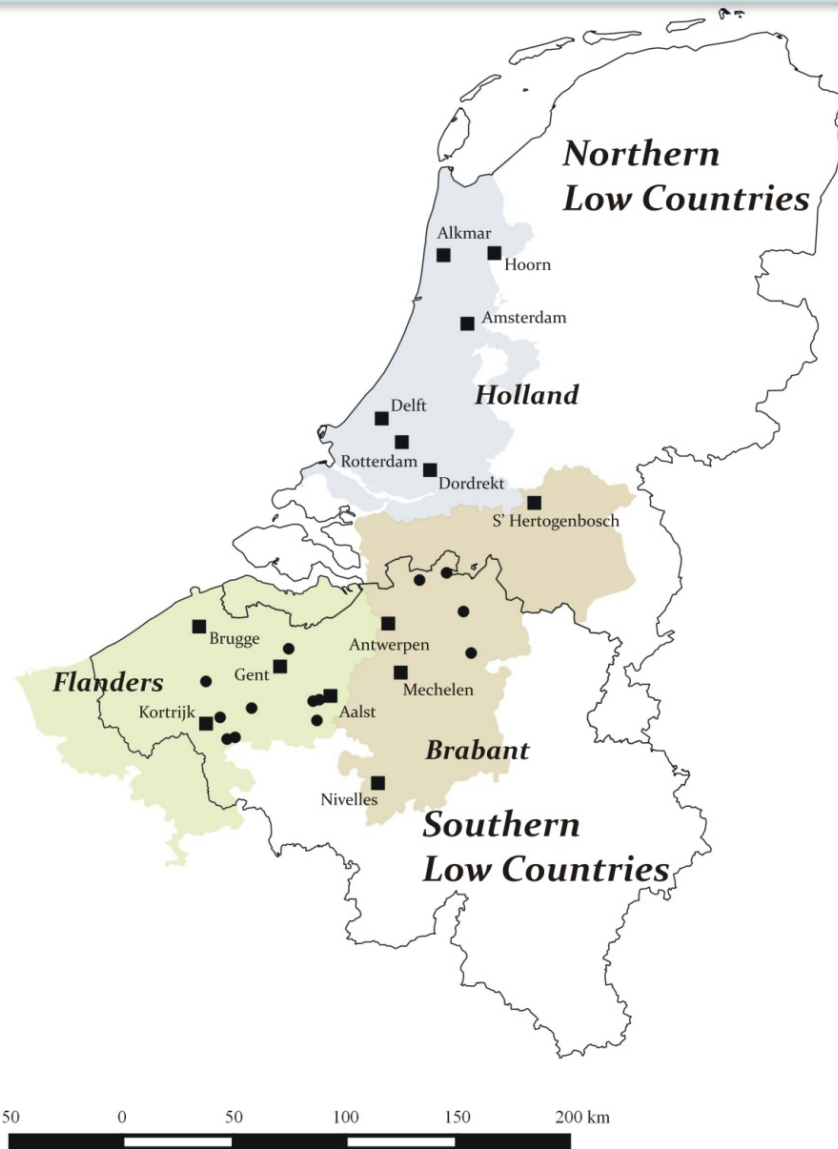 Northern
Low Countries
Alkmar
Hoorn
Amsterdam
Holland
Delft
Rotterdam
Dordrekt
S' Hertogenbosch
Brugge
Antwerpen
Gent
Flanders
Mechelen
Kortrijk
Aalst
Brabant
Nivelles
Southern
Low Countries
50 0 50 100 150 200 km